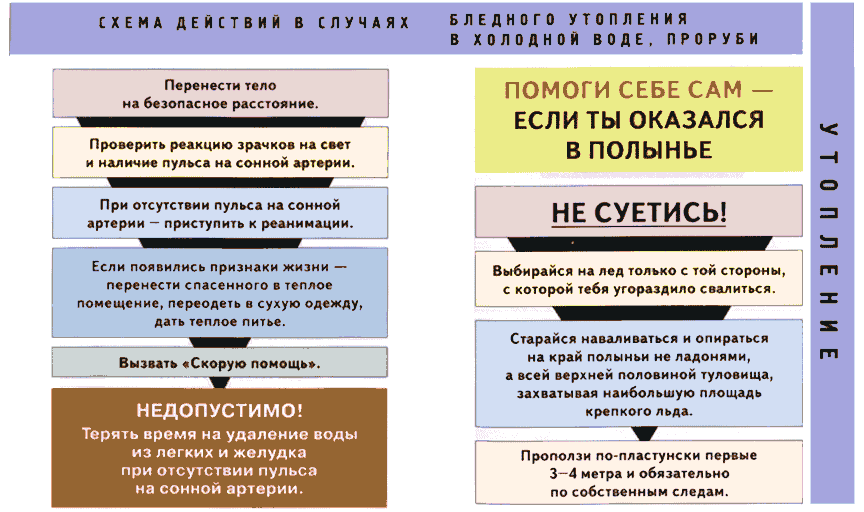 СХЕМА ДЕЙСТВИЙ В СЛУЧАЯХ БЛЕДНОГО УТОПЛЕНИЯ
В ХОЛОДНОЙ ВОДЕ, ПРОРУБИ
Перенести тело
на безопасное расстояние.
Проверить реакцию зрачков на свет
и наличие пульса на сонной артерии.
При отсутствии пульса на сонной
артерии — приступить к реанимации.
Если появились признаки жизни —
перенести спасенного в теплое
помещение, переодеть в сухую одежду,
дать теплое питье.
Вызвать «Скорую помощь».
НЕДОПУСТИМО!
Терять время на удаление воды
из легких и желудка
при отсутствии пульса
на сонной артерии.
ПОМОГИ СЕБЕ САМ —
ЕСЛИ ТЫ ОКАЗАЛСЯ
В ПОЛЫНЬЕ
НЕ СУЕТИСЬ!
Выбирайся на лед только с той стороны,
с которой тебя угораздило свалиться.
Старайся наваливаться и опираться
на край полыньи не ладонями,
а всей верхней половиной туловища,
захватывая наибольшую площадь
крепкого льда.
Проползи по-пластунски первые
3—4 метра и обязательно
по собственным следам.
УТОПЛЕНИЕ